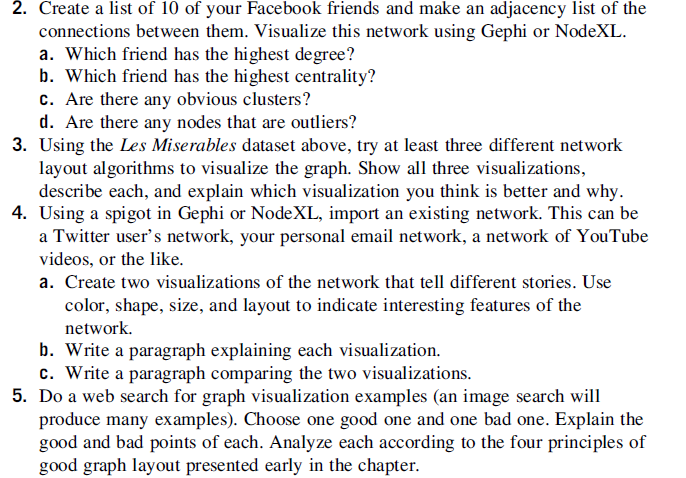 2. Create a list of 10 of your Facebook friends and make an adjacency list of the
connections between them. Visualize this network using Gephi or NodeXL.
a. Which friend has the highest degree?
b. Which friend has the highest centrality?
c. Are there any obvious clusters?
d. Are there any nodes that are outliers?
3. Using the Les Miserables dataset above, try at least three different network
layout algorithms to visualize the graph. Show all three visualizations,
describe each, and explain which visualization you think is better and why.
4. Using a spigot in Gephi or NodeXL, import an existing network. This can be
a Twitter user's network, your personal email network, a network of YouTube
videos, or the like.
a. Create two visualizations of the network that tell different stories. Use
color, shape, size, and layout to indicate interesting features of the
network.
b. Write a paragraph explaining each visualization.
c. Write a paragraph comparing the two visualizations.
5. Do a web search for graph visualization examples (an image search will
produce many examples). Choose one good one and one bad one. Explain the
good and bad points of each. Analyze each according to the four principles of
good graph layout presented early in the chapter.